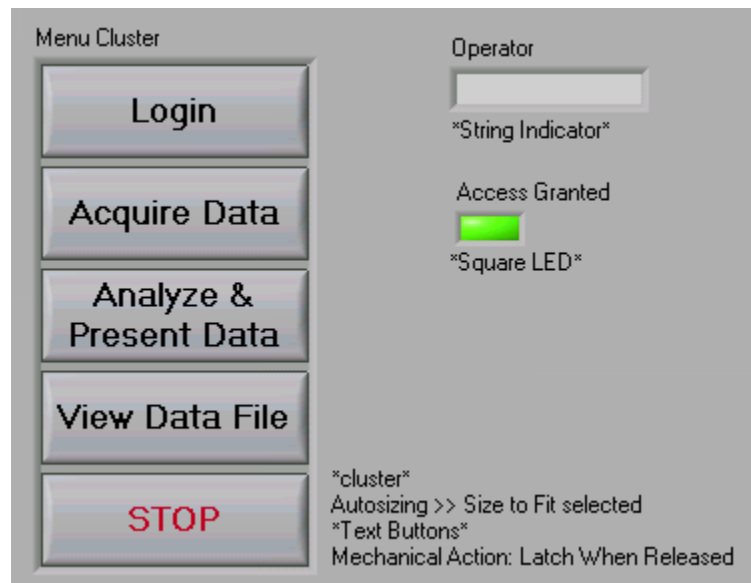 Menu Cluster
Login
Acquire Data
Analyze &
Present Data
View Data File
STOP
Operator
*String Indicator*
Access Granted
*Square LED*
*cluster*
Autosizing >> Size to Fit selected
*Text Buttons*
Mechanical Action: Latch When Released